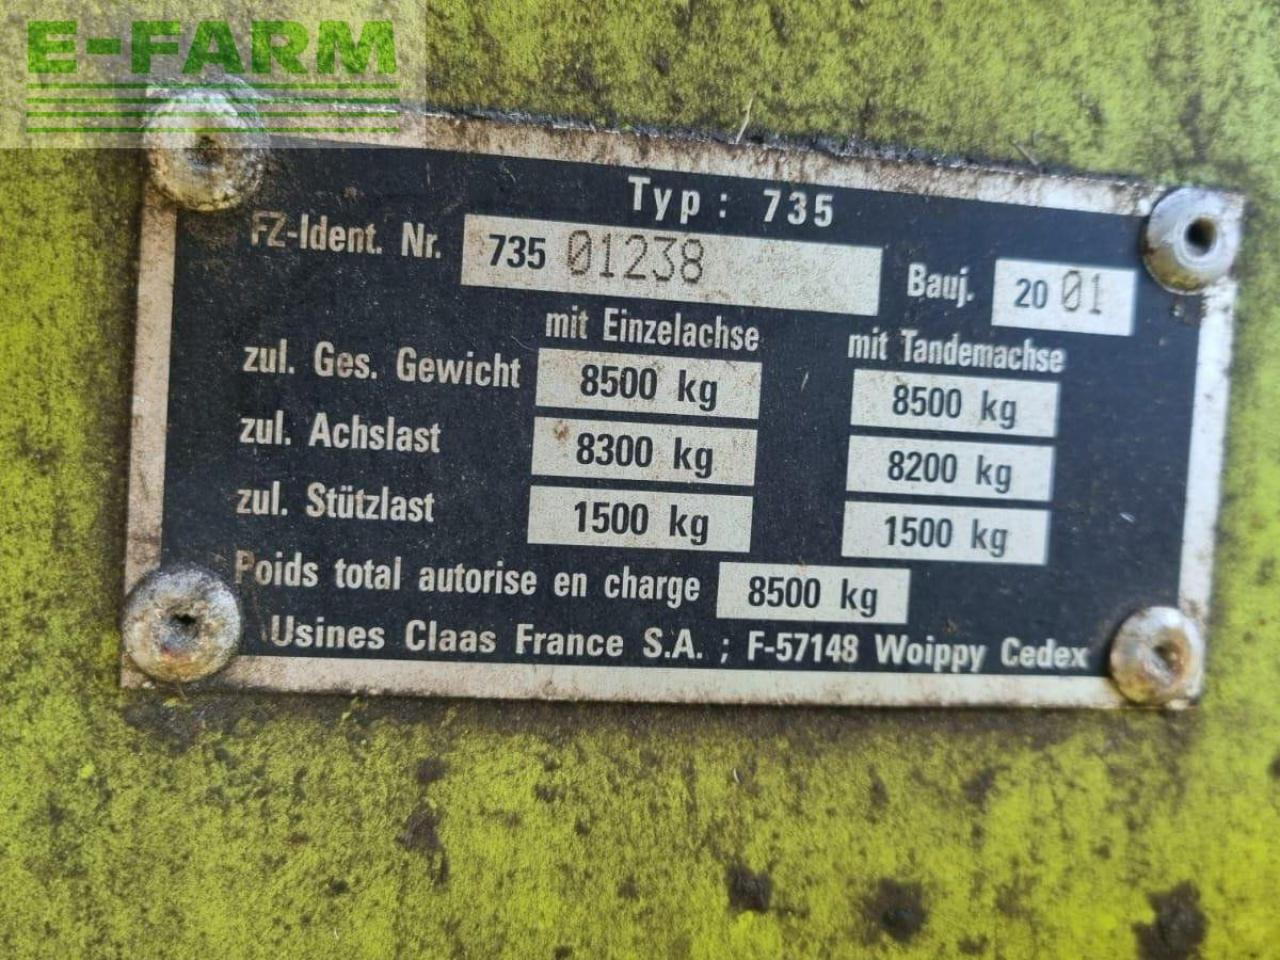 E-FARM
Typ : 735
FZ-Ident. Nr. 735 01238 Bauj. 20 01
mit Einzelachse mit Tandemachse
zul. Ges. Gewicht 8500 kg 8500 kg
zul. Achslast 8300 kg 8200 kg
zul. Stützlast 1500 kg 1500 kg
Poids total autorise en charge 8500 kg
Usines Claas France S.A. ; F-57148 Woippy Cedex